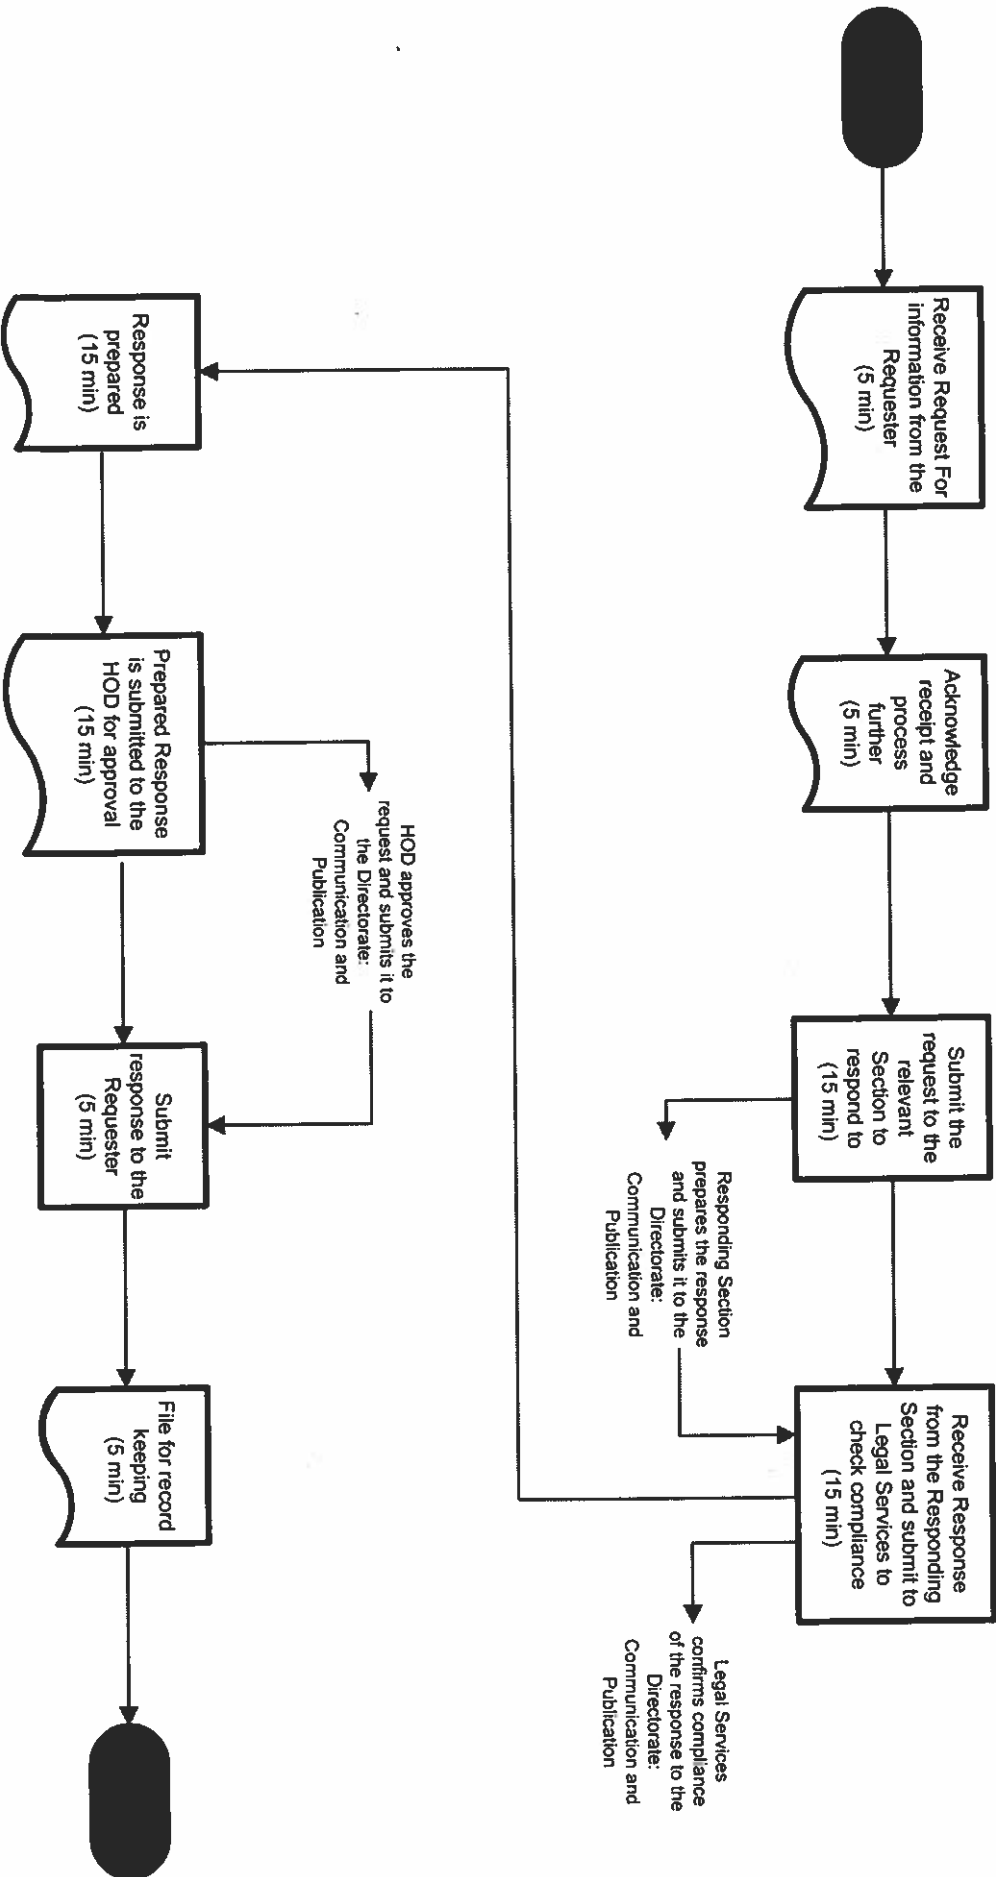 Receive Request For
information from the
Requester
(5 min)
Acknowledge
receipt and
process
further
(5 min)
Submit the
request to the
relevant
Section to
respond to
(15 min)
Responding Section
prepares the response
and submits it to the
Directorate:
Communication and
Publication
Receive Response
from the Responding
Section and submit to
Legal Services to
check compliance
(15 min)
Legal Services
confirms compliance
of the response to the
Directorate:
Communication and
Publication
Response is
prepared
(15 min)
Prepared Response
is submitted to the
HOD for approval
(15 min)
HOD approves the
request and submits it to
the Directorate:
Communication and
Publication
Submit
response to the
Requester
(5 min)
File for record
keeping
(5 min)